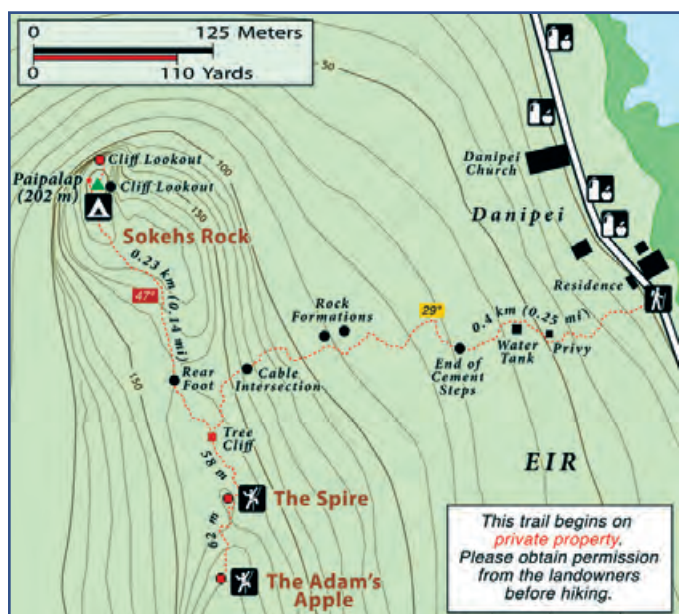 0 125 Meters
0 110 Yards
50
100
150
Cliff Lookout
Paipalap
(202 m)
Cliff Lookout
Sokehs Rock
0.23 km (0.14 mi)
47°
150
Danipei
Church
Danipei
Residence
Rock
Formations
29°
0.4 km (0.25 mi)
Water
Tank
Privy
End of
Cement
Steps
Rear
Foot
Cable
Intersection
Tree
Cliff
58 m
EIR
The Spire
62 m
The Adam's
Apple
This trail begins on
private property.
Please obtain permission
from the landowners
before hiking.